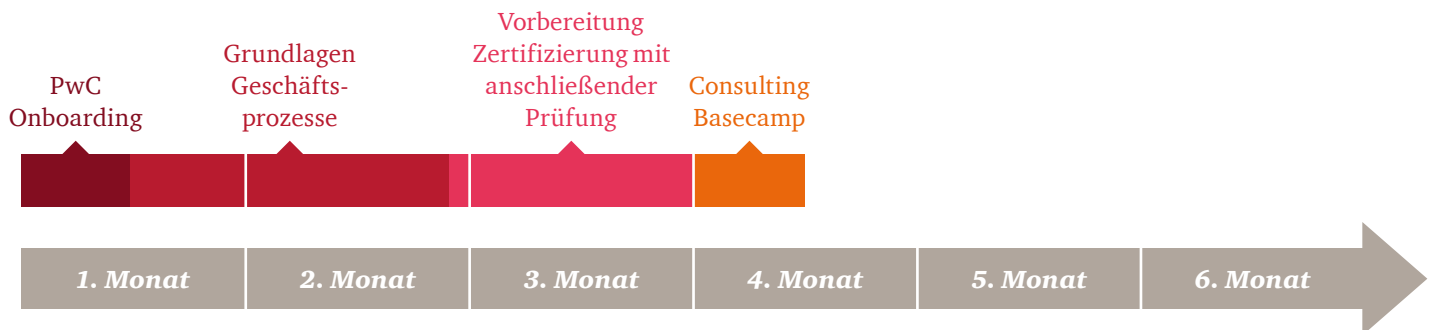 PwC
Onboarding
Grundlagen
Geschäfts-
prozesse
Vorbereitung
Zertifizierung mit
anschließender
Prüfung
Consulting
Basecamp
1. Monat
2. Monat
3. Monat
4. Monat
5. Monat
6. Monat